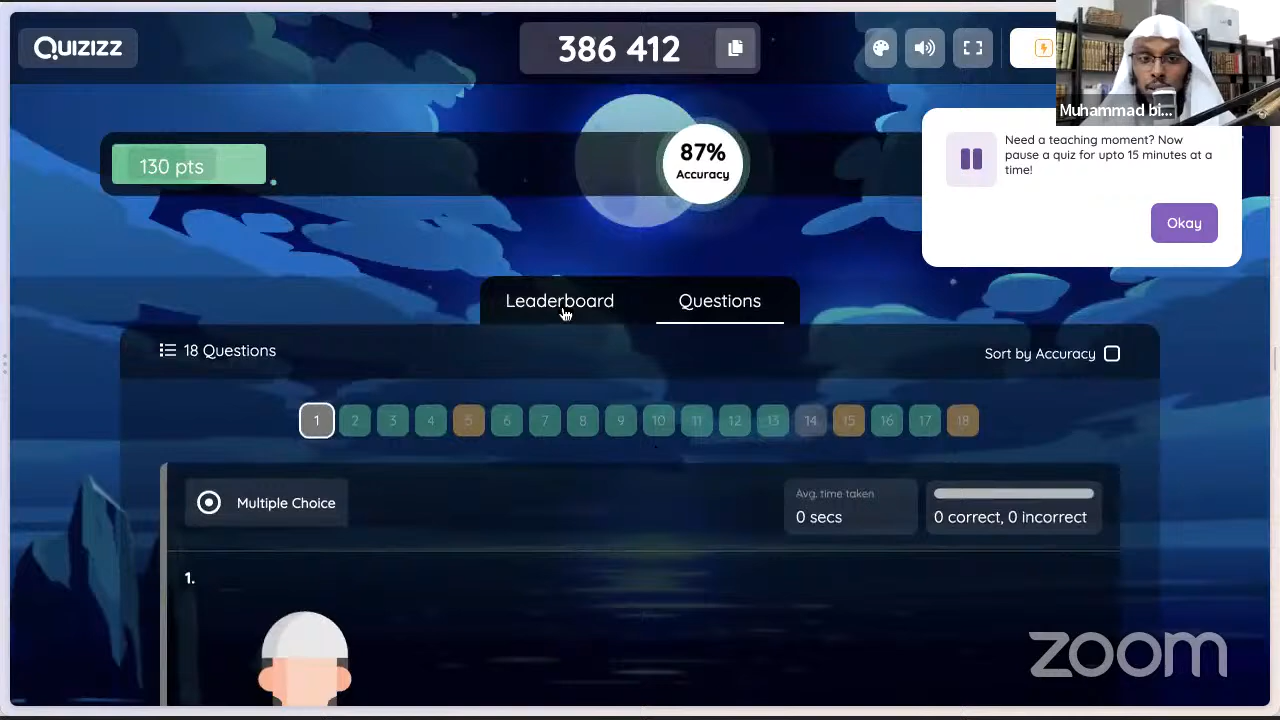 Quizizz
386 412
Muhammad bi...
130 pts
87%
Accuracy
Need a teaching moment? Now
pause a quiz for upto 15 minutes at a
time!
Okay
Leaderboard
Questions
18 Questions
Sort by Accuracy
1 2 3 4 5 6 7 8 9 10 11 12 13 14 15 16 17 18
Multiple Choice
Avg. time taken
0 secs
0 correct, 0 incorrect
1.
zoom